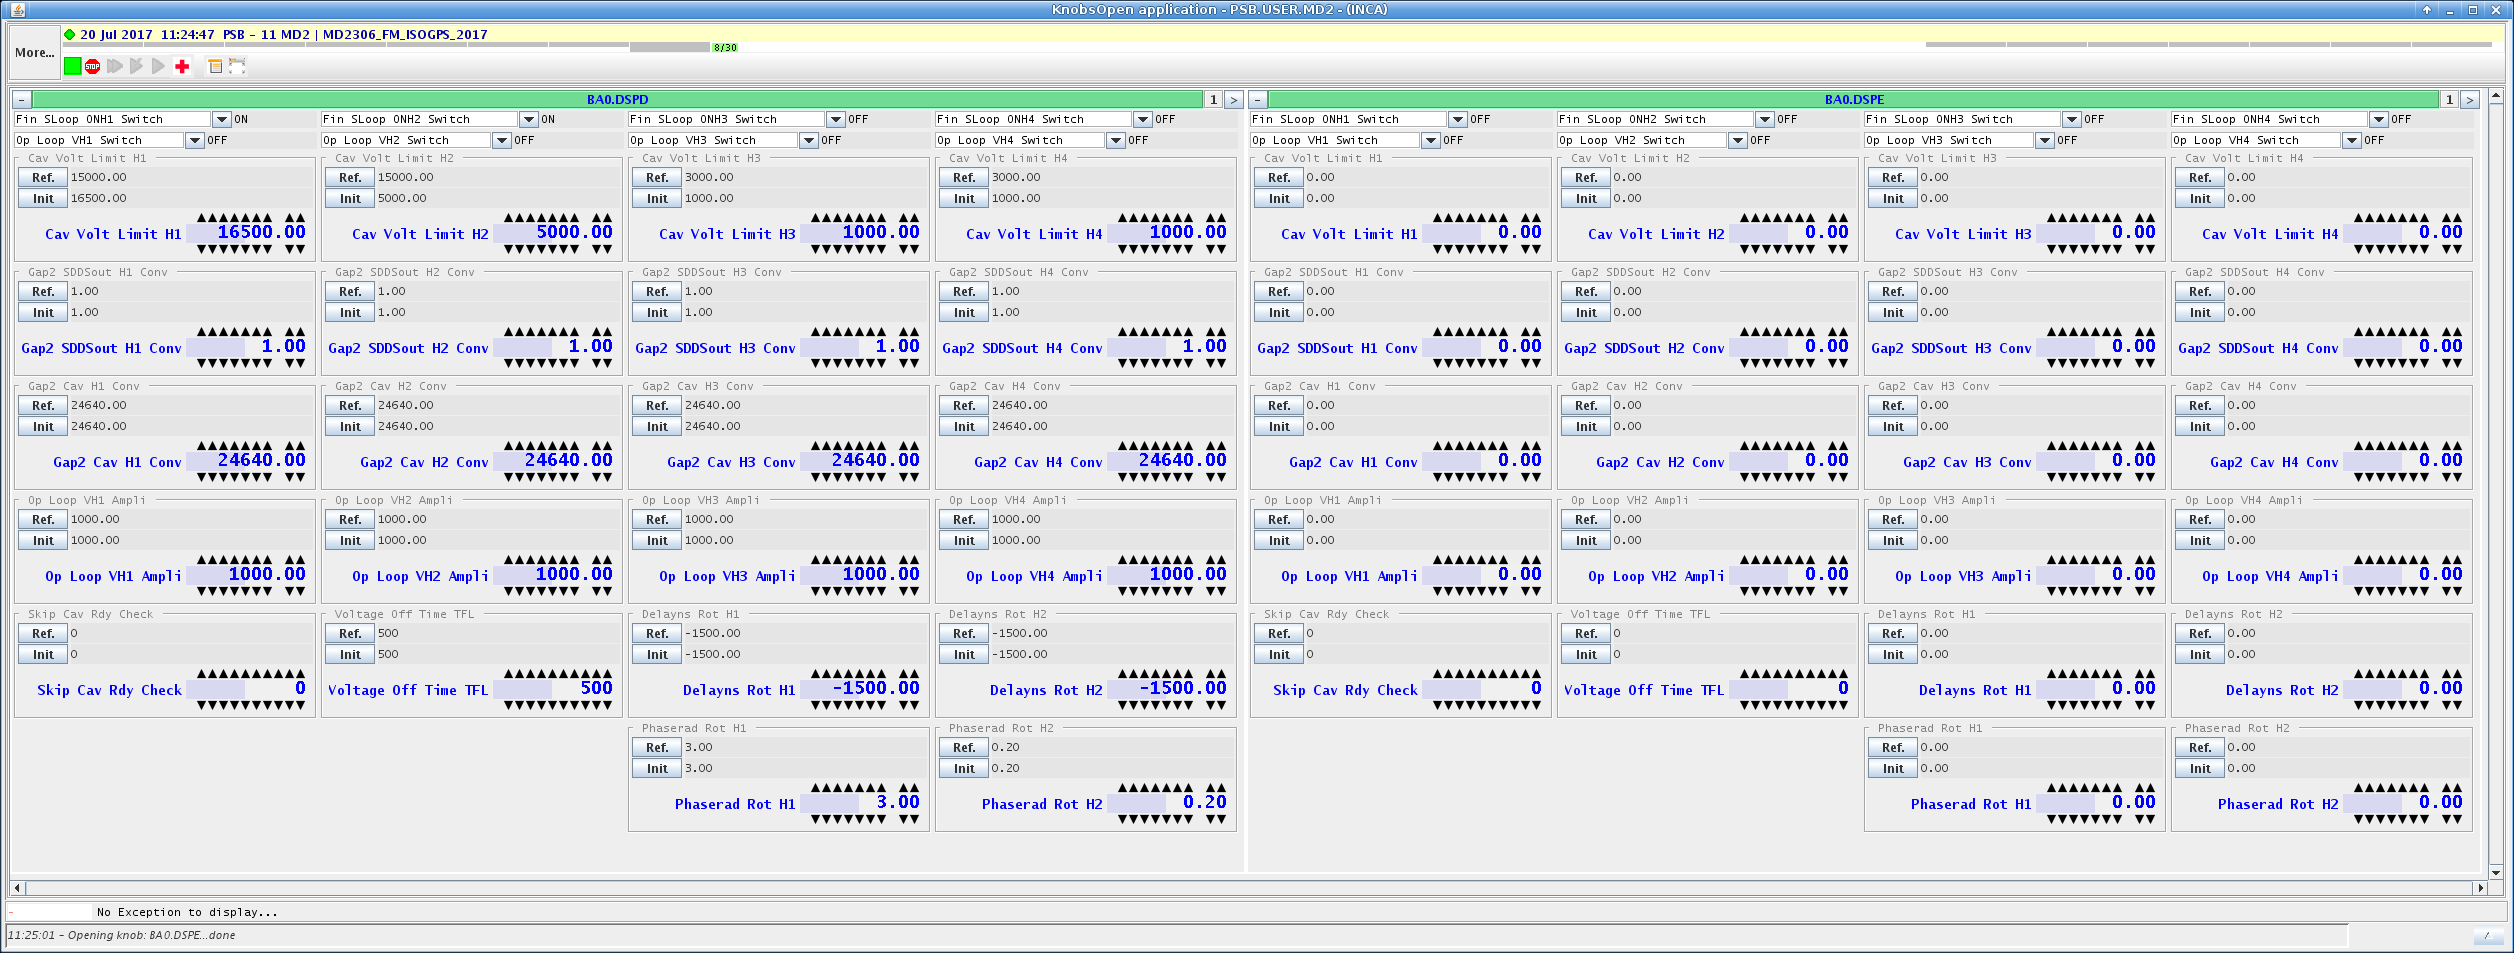 KnobsOpen application - PSB.USER.MD2 - (INCA)
More...
20 Jul 2017 11:24:47 PSB - 11 MD2 | MD2306_FM_ISOGPS_2017
8/30
STOP
- BA0.DSPD 1 >
Fin SLoop ONH1 Switch ON Fin SLoop ONH2 Switch ON Fin SLoop ONH3 Switch OFF Fin SLoop ONH4 Switch OFF
Op Loop VH1 Switch OFF Op Loop VH2 Switch OFF Op Loop VH3 Switch OFF Op Loop VH4 Switch OFF
Cav Volt Limit H1 Cav Volt Limit H2 Cav Volt Limit H3 Cav Volt Limit H4
Ref. 15000.00 Ref. 15000.00 Ref. 3000.00 Ref. 3000.00
Init 16500.00 Init 5000.00 Init 1000.00 Init 1000.00
Cav Volt Limit H1 16500.00 Cav Volt Limit H2 5000.00 Cav Volt Limit H3 1000.00 Cav Volt Limit H4 1000.00
Gap2 SDDSout H1 Conv Gap2 SDDSout H2 Conv Gap2 SDDSout H3 Conv Gap2 SDDSout H4 Conv
Ref. 1.00 Ref. 1.00 Ref. 1.00 Ref. 1.00
Init 1.00 Init 1.00 Init 1.00 Init 1.00
Gap2 SDDSout H1 Conv 1.00 Gap2 SDDSout H2 Conv 1.00 Gap2 SDDSout H3 Conv 1.00 Gap2 SDDSout H4 Conv 1.00
Gap2 Cav H1 Conv Gap2 Cav H2 Conv Gap2 Cav H3 Conv Gap2 Cav H4 Conv
Ref. 24640.00 Ref. 24640.00 Ref. 24640.00 Ref. 24640.00
Init 24640.00 Init 24640.00 Init 24640.00 Init 24640.00
Gap2 Cav H1 Conv 24640.00 Gap2 Cav H2 Conv 24640.00 Gap2 Cav H3 Conv 24640.00 Gap2 Cav H4 Conv 24640.00
Op Loop VH1 Ampli Op Loop VH2 Ampli Op Loop VH3 Ampli Op Loop VH4 Ampli
Ref. 1000.00 Ref. 1000.00 Ref. 1000.00 Ref. 1000.00
Init 1000.00 Init 1000.00 Init 1000.00 Init 1000.00
Op Loop VH1 Ampli 1000.00 Op Loop VH2 Ampli 1000.00 Op Loop VH3 Ampli 1000.00 Op Loop VH4 Ampli 1000.00
Skip Cav Rdy Check Voltage Off Time TFL Delayns Rot H1 Delayns Rot H2
Ref. 0 Ref. 500 Ref. -1500.00 Ref. -1500.00
Init 0 Init 500 Init -1500.00 Init -1500.00
Skip Cav Rdy Check 0 Voltage Off Time TFL 500 Delayns Rot H1 -1500.00 Delayns Rot H2 -1500.00
Phaserad Rot H1 Phaserad Rot H2
Ref. 3.00 Ref. 0.20
Init 3.00 Init 0.20
Phaserad Rot H1 3.00 Phaserad Rot H2 0.20
- BA0.DSPE 1 >
Fin SLoop ONH1 Switch OFF Fin SLoop ONH2 Switch OFF Fin SLoop ONH3 Switch OFF Fin SLoop ONH4 Switch OFF
Op Loop VH1 Switch OFF Op Loop VH2 Switch OFF Op Loop VH3 Switch OFF Op Loop VH4 Switch OFF
Cav Volt Limit H1 Cav Volt Limit H2 Cav Volt Limit H3 Cav Volt Limit H4
Ref. 0.00 Ref. 0.00 Ref. 0.00 Ref. 0.00
Init 0.00 Init 0.00 Init 0.00 Init 0.00
Cav Volt Limit H1 0.00 Cav Volt Limit H2 0.00 Cav Volt Limit H3 0.00 Cav Volt Limit H4 0.00
Gap2 SDDSout H1 Conv Gap2 SDDSout H2 Conv Gap2 SDDSout H3 Conv Gap2 SDDSout H4 Conv
Ref. 0.00 Ref. 0.00 Ref. 0.00 Ref. 0.00
Init 0.00 Init 0.00 Init 0.00 Init 0.00
Gap2 SDDSout H1 Conv 0.00 Gap2 SDDSout H2 Conv 0.00 Gap2 SDDSout H3 Conv 0.00 Gap2 SDDSout H4 Conv 0.00
Gap2 Cav H1 Conv Gap2 Cav H2 Conv Gap2 Cav H3 Conv Gap2 Cav H4 Conv
Ref. 0.00 Ref. 0.00 Ref. 0.00 Ref. 0.00
Init 0.00 Init 0.00 Init 0.00 Init 0.00
Gap2 Cav H1 Conv 0.00 Gap2 Cav H2 Conv 0.00 Gap2 Cav H3 Conv 0.00 Gap2 Cav H4 Conv 0.00
Op Loop VH1 Ampli Op Loop VH2 Ampli Op Loop VH3 Ampli Op Loop VH4 Ampli
Ref. 0.00 Ref. 0.00 Ref. 0.00 Ref. 0.00
Init 0.00 Init 0.00 Init 0.00 Init 0.00
Op Loop VH1 Ampli 0.00 Op Loop VH2 Ampli 0.00 Op Loop VH3 Ampli 0.00 Op Loop VH4 Ampli 0.00
Skip Cav Rdy Check Voltage Off Time TFL Delayns Rot H1 Delayns Rot H2
Ref. 0 Ref. 0 Ref. 0.00 Ref. 0.00
Init 0 Init 0 Init 0.00 Init 0.00
Skip Cav Rdy Check 0 Voltage Off Time TFL 0 Delayns Rot H1 0.00 Delayns Rot H2 0.00
Phaserad Rot H1 Phaserad Rot H2
Ref. 0.00 Ref. 0.00
Init 0.00 Init 0.00
Phaserad Rot H1 0.00 Phaserad Rot H2 0.00
- No Exception to display...
11:25:01 - Opening knob: BA0.DSPE...done